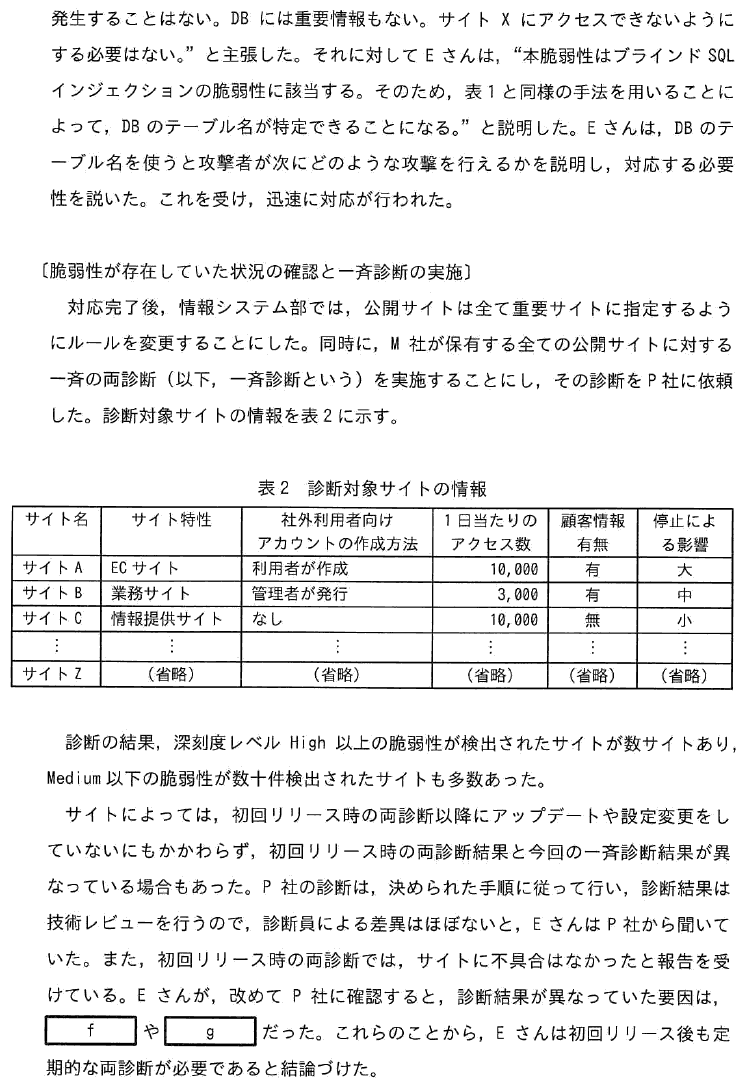 発生することはない。DB には重要情報もない。サイト X にアクセスできないように
する必要はない。”と主張した。それに対して E さんは，“本脆弱性はブラインド SQL
インジェクションの脆弱性に該当する。そのため，表１と同様の手法を用いることに
よって，DB のテーブル名が特定できることになる。”と説明した。E さんは，DB のテ
ーブル名を使うと攻撃者が次にどのような攻撃を行えるかを説明し，対応する必要
性を説いた。これを受け，迅速に対応が行われた。
〔脆弱性が存在していた状況の確認と一斉診断の実施〕
対応完了後，情報システム部では，公開サイトは全て重要サイトに指定するよう
にルールを変更することにした。同時に，M 社が保有する全ての公開サイトに対する
一斉の両診断（以下，一斉診断という）を実施することにし，その診断を P 社に依頼
した。診断対象サイトの情報を表２に示す。
表２　診断対象サイトの情報
サイト名　サイト特性　社外利用者向け　１日当たりの　顧客情報　停止によ
アカウントの作成方法　アクセス数　有無　る影響
サイト A　EC サイト　利用者が作成　10,000　有　大
サイト B　業務サイト　管理者が発行　3,000　有　中
サイト C　情報提供サイト　なし　10,000　無　小
⋮　⋮　⋮　⋮　⋮　⋮
サイト Z　（省略）　（省略）　（省略）　（省略）　（省略）
診断の結果，深刻度レベル High 以上の脆弱性が検出されたサイトが数サイトあり，
Medium 以下の脆弱性が数十件検出されたサイトも多数あった。
サイトによっては，初回リリース時の両診断以降にアップデートや設定変更をし
ていないにもかかわらず，初回リリース時の両診断結果と今回の一斉診断結果が異
なっている場合もあった。P 社の診断は，決められた手順に従って行い，診断結果は
技術レビューを行うので，診断員による差異はほぼないと，E さんは P 社から聞いて
いた。また，初回リリース時の両診断では，サイトに不具合はなかったと報告を受
けている。E さんが，改めて P 社に確認すると，診断結果が異なっていた要因は，
f や g だった。これらのことから，E さんは初回リリース後も定
期的な両診断が必要であると結論づけた。